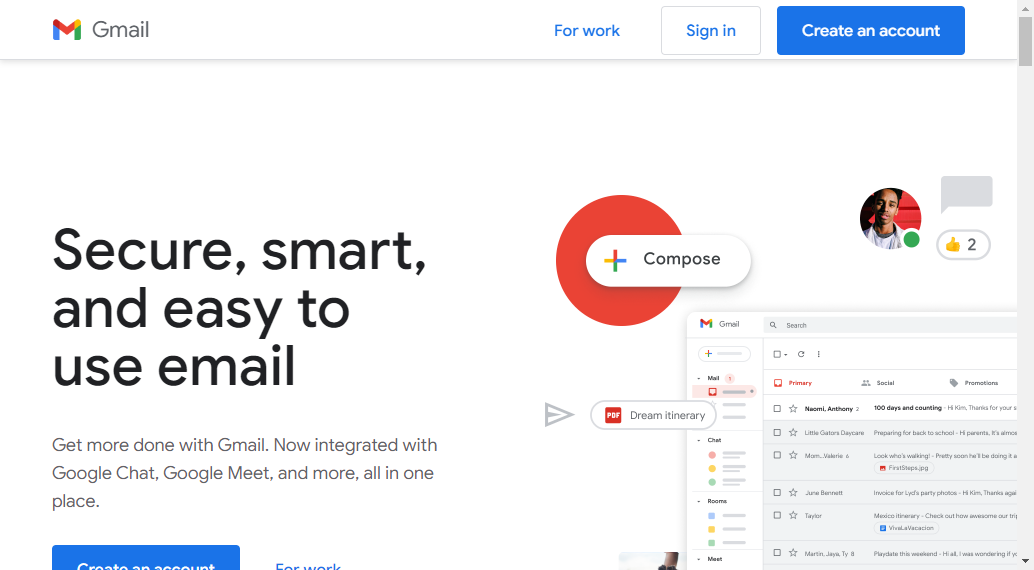 Gmail
For work
Sign in
Create an account
Secure, smart,
and easy to
use email
Get more done with Gmail. Now integrated with
Google Chat, Google Meet, and more, all in one
place.
Create an account
For work
Compose
2
Gmail
Search
Mail 1
Primary
Social
Promotions
Naomi, Anthony 2
100 days and counting - Hi Kim, Thanks for your s
PDF Dream itinerary
Little Gators Daycare
Preparing for back to school - Hi parents, It's almos
Chat
Mom...Valerie 6
Look who's walking! - Pretty soon he'll be doing it a
FirstSteps.jpg
June Bennett
Invoice for Lyd's party photos - Hi Kim, Thanks agai
Rooms
Taylor
Mexico itinerary - Check out how awesome our trip
VivaLaVacacion
Martin, Jaya, Ty 8
Playdate this weekend - Hi all, I was wondering if yo
Meet